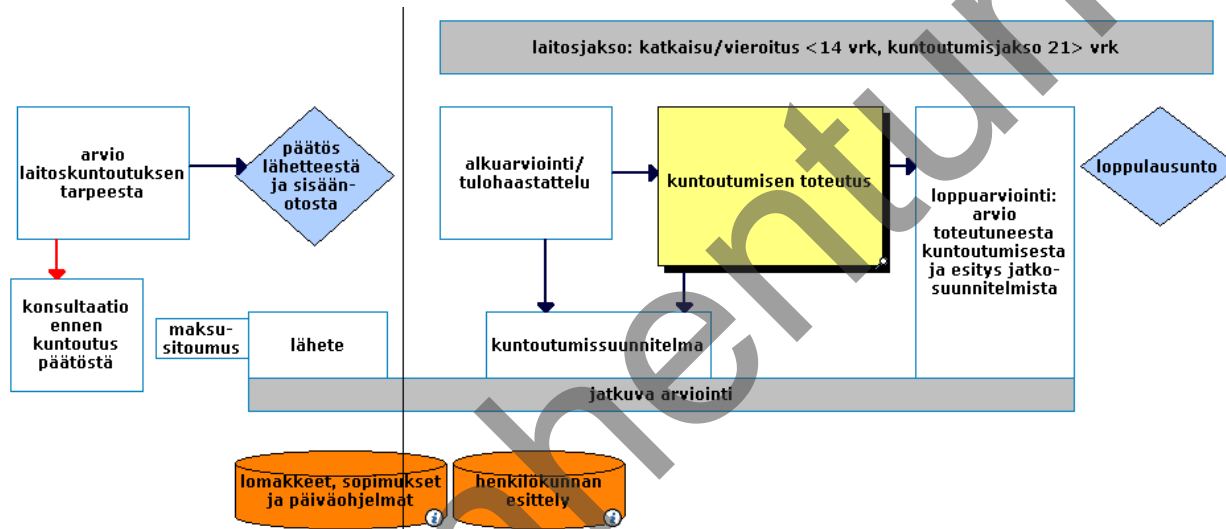 laitosjakso: katkaisu/vieroitus <14 vrk, kuntoutumisjakso 21> vrk
arvio
laitoskuntoutuksen
tarpeesta
päätös
lähetteestä
ja sisään-
otosta
alkuarviointi/
tulohaastattelu
kuntoutumisen toteutus
loppuarviointi:
arvio
toteutuneesta
kuntoutumisesta
ja esitys jatko-
suunnitelmista
loppulausunto
konsultaatio
ennen
kuntoutus
päätöstä
maksu-
sitoumus
lähete
kuntoutumissuunnitelma
jatkuva arviointi
lomakkeet, sopimukset
ja päiväohjelmat
henkilökunnan
esittely